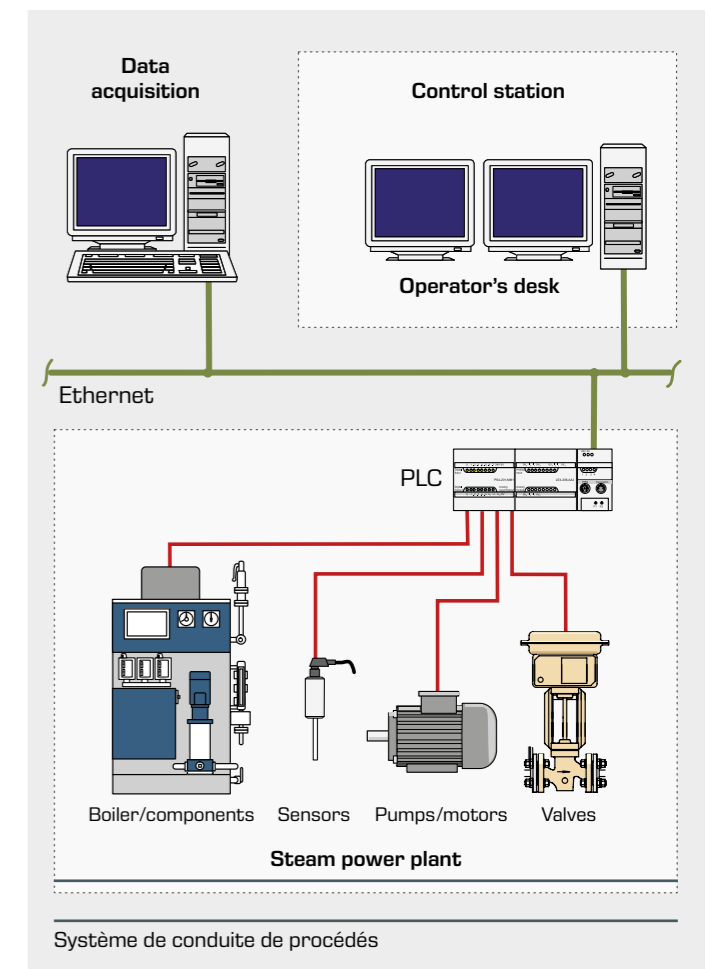 Data
acquisition
Control station
Operator's desk
Ethernet
PLC
Boiler/components
Sensors
Pumps/motors
Valves
Steam power plant
Système de conduite de procédés